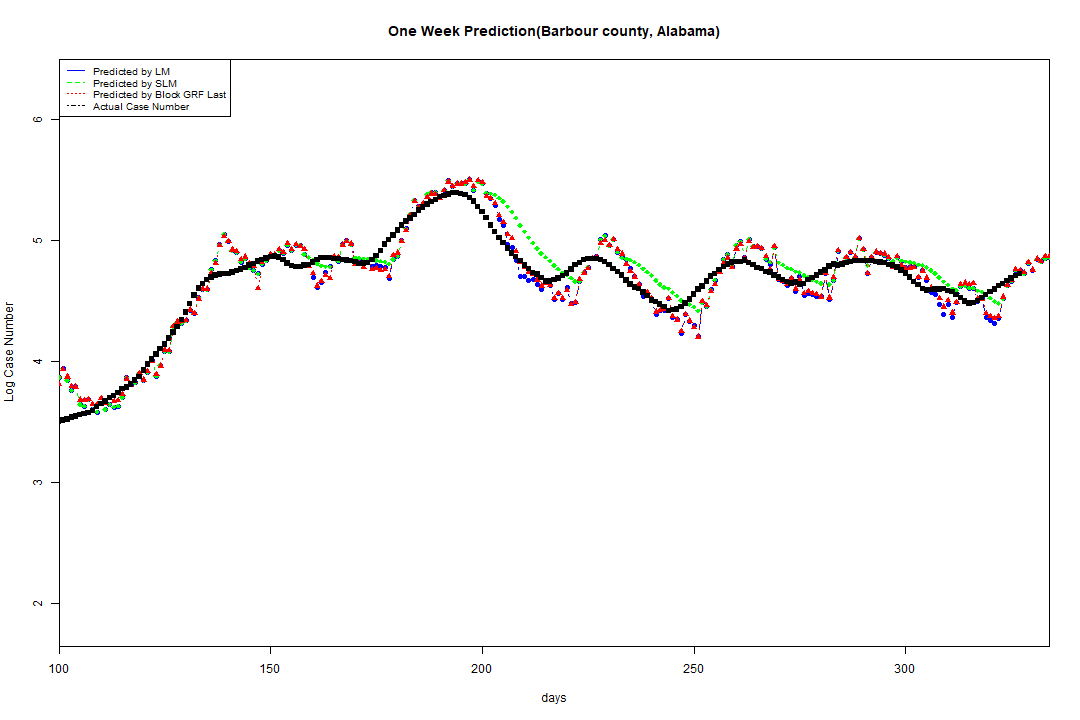 One Week Prediction(Barbour county, Alabama)
Predicted by LM
Predicted by SLM
Predicted by Block GRF Last
Actual Case Number
6
5
4
3
2
Log Case Number
100 150 200 250 300
days